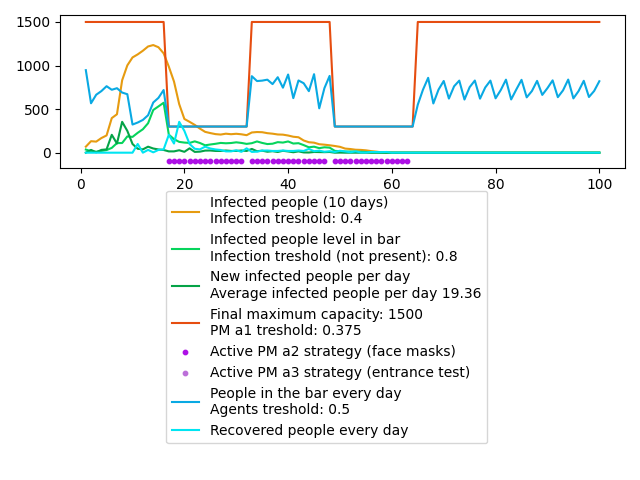 1500
1000
500
0
0 20 40 60 80 100
Infected people (10 days)
Infection treshold: 0.4
Infected people level in bar
Infection treshold (not present): 0.8
New infected people per day
Average infected people per day 19.36
Final maximum capacity: 1500
PM a1 treshold: 0.375
Active PM a2 strategy (face masks)
Active PM a3 strategy (entrance test)
People in the bar every day
Agents treshold: 0.5
Recovered people every day